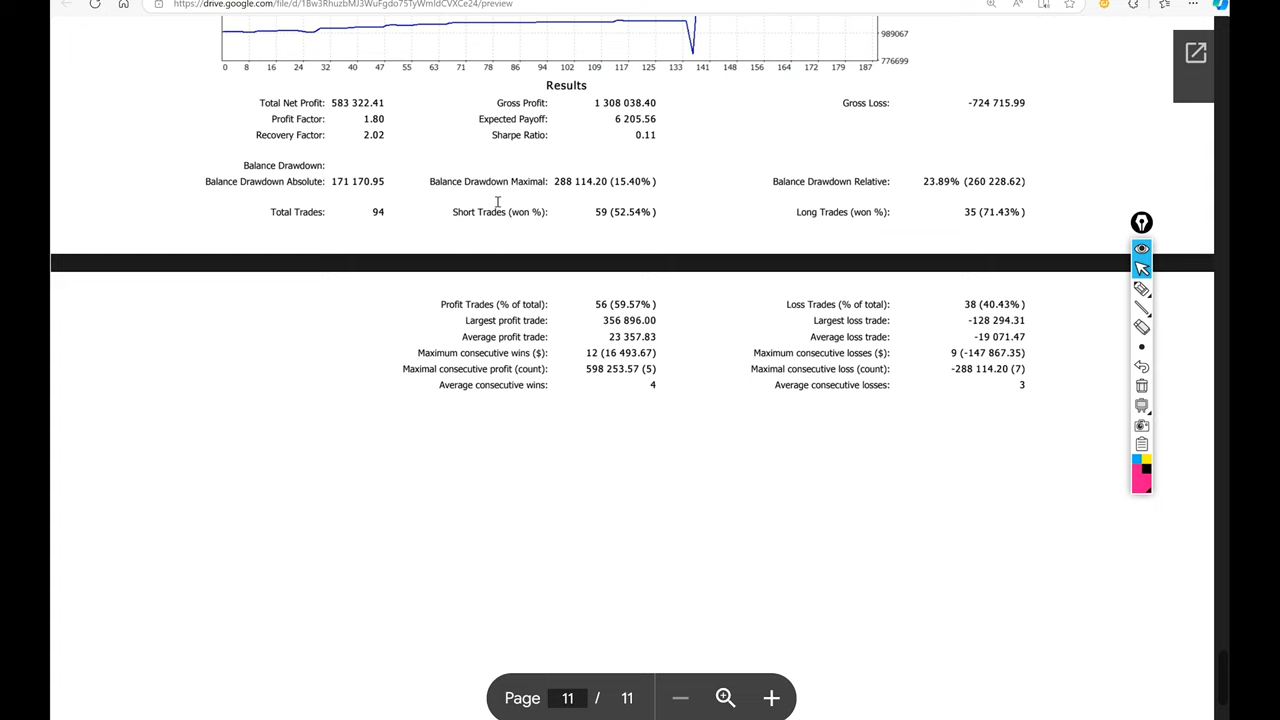 https://drive.google.com/file/d/1Bw3RhuzbMJ3WuFgdo75TyWmIdCVXCe24/preview
989067
776699
0 8 16 24 32 40 47 55 63 71 78 86 94 102 109 117 125 133 141 148 156 164 172 179 187
Results
Total Net Profit: 583 322.41 Gross Profit: 1 308 038.40 Gross Loss: -724 715.99
Profit Factor: 1.80 Expected Payoff: 6 205.56
Recovery Factor: 2.02 Sharpe Ratio: 0.11
Balance Drawdown:
Balance Drawdown Absolute: 171 170.95 Balance Drawdown Maximal: 288 114.20 (15.40%) Balance Drawdown Relative: 23.89% (260 228.62)
Total Trades: 94 Short Trades (won %): 59 (52.54%) Long Trades (won %): 35 (71.43%)
Profit Trades (% of total): 56 (59.57%) Loss Trades (% of total): 38 (40.43%)
Largest profit trade: 356 896.00 Largest loss trade: -128 294.31
Average profit trade: 23 357.83 Average loss trade: -19 071.47
Maximum consecutive wins ($): 12 (16 493.67) Maximum consecutive losses ($): 9 (-147 867.35)
Maximal consecutive profit (count): 598 253.57 (5) Maximal consecutive loss (count): -288 114.20 (7)
Average consecutive wins: 4 Average consecutive losses: 3
Page 11 / 11